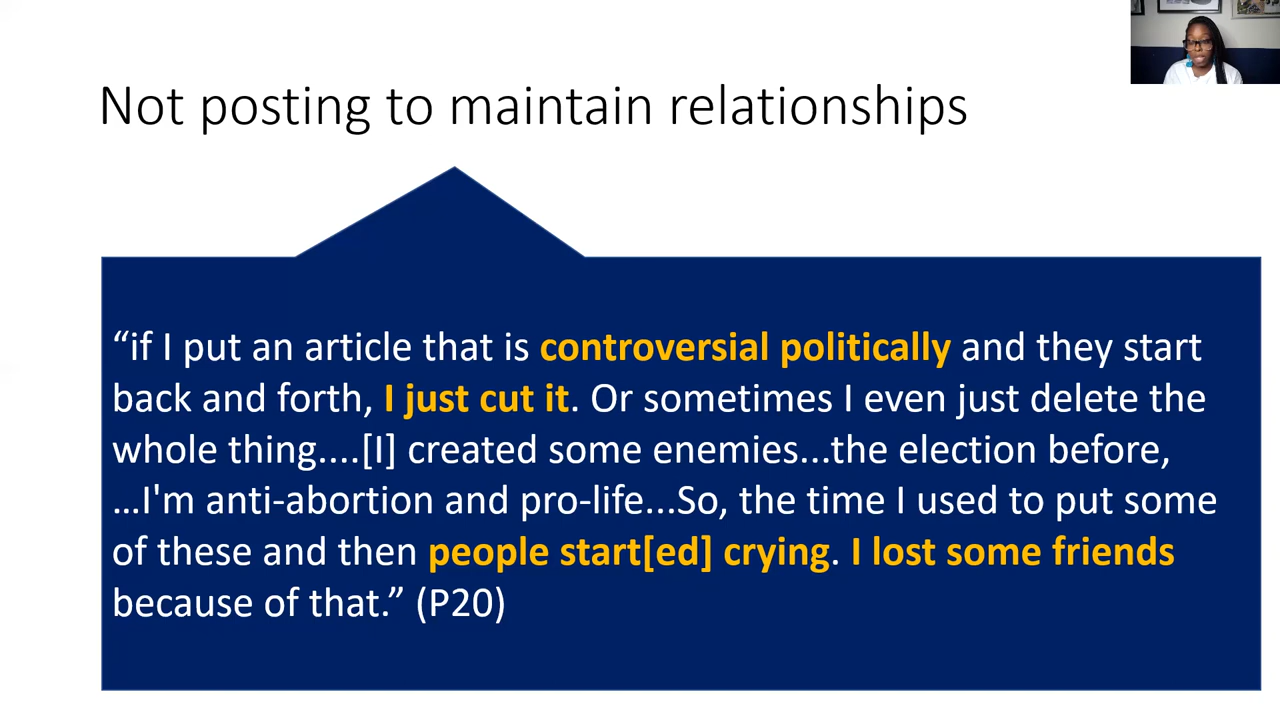 Not posting to maintain relationships
“if I put an article that is controversial politically and they start
back and forth, I just cut it. Or sometimes I even just delete the
whole thing....[I] created some enemies...the election before,
…I'm anti-abortion and pro-life...So, the time I used to put some
of these and then people start[ed] crying. I lost some friends
because of that.” (P20)